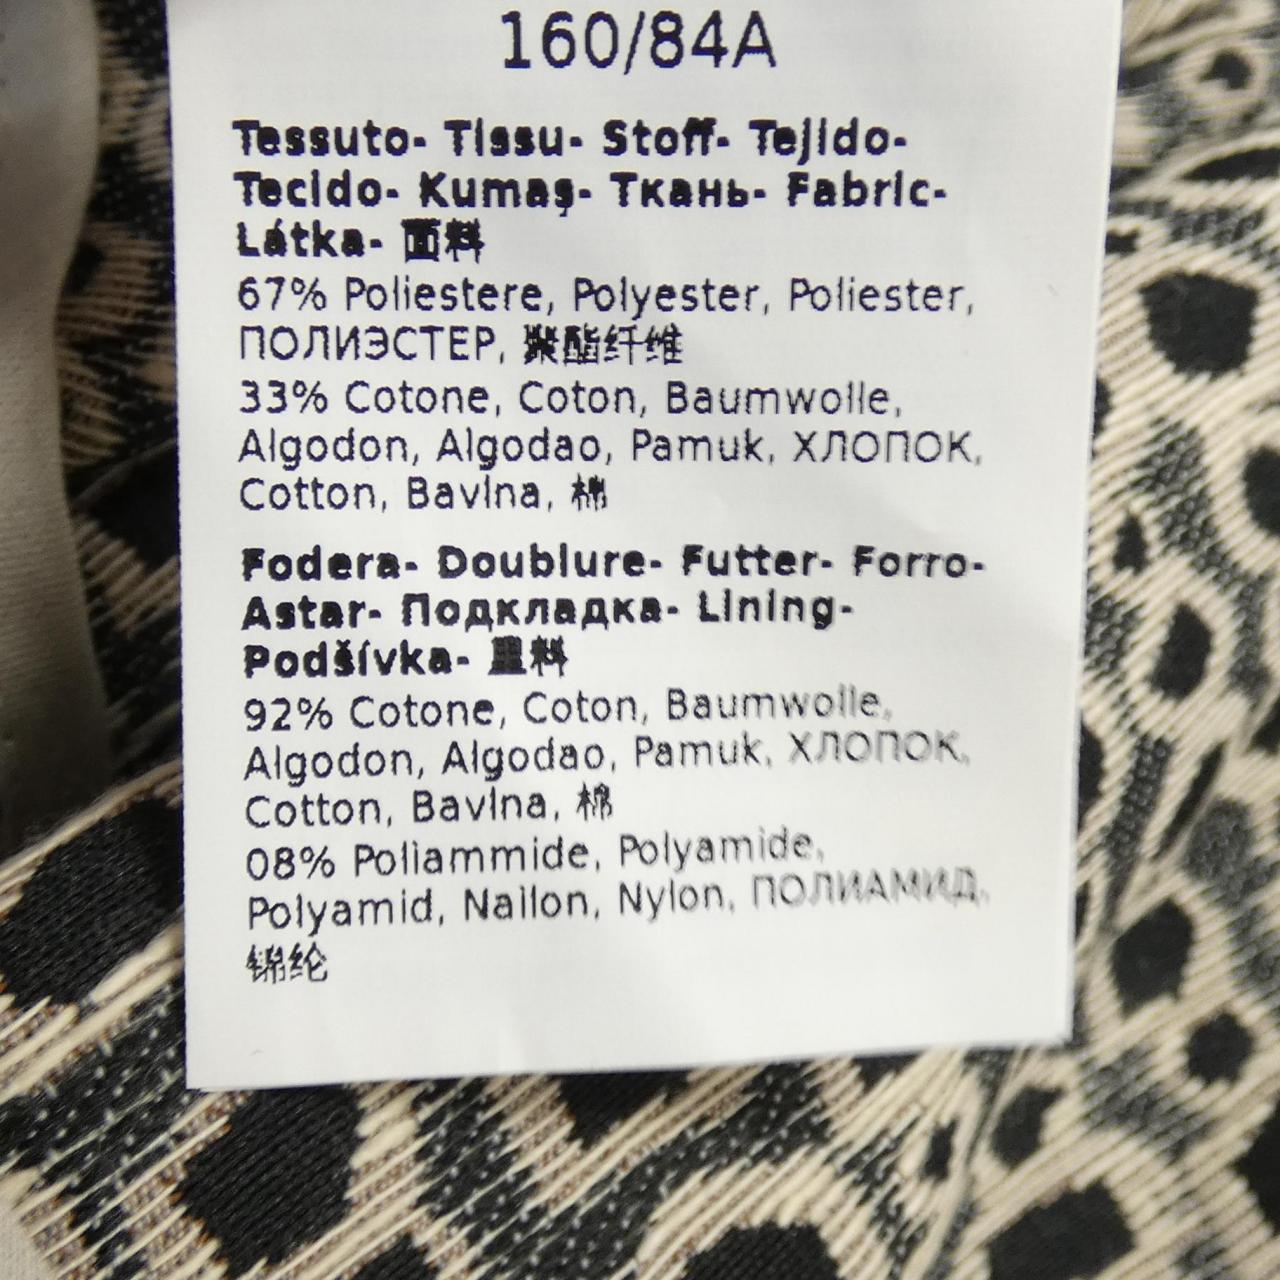 160/84A
Tessuto- Tissu- Stoff- Tejido-
Tecido- Kumaş- Ткань- Fabric-
Látka- 面料
67% Poliestere, Polyester, Poliester,
ПОЛИЭСТЕР, 聚酯纤维
33% Cotone, Coton, Baumwolle,
Algodon, Algodao, Pamuk, ХЛОПОК,
Cotton, Bavlna, 棉
Fodera- Doublure- Futter- Forro-
Astar- Подкладка- Lining-
Podšívka- 里料
92% Cotone, Coton, Baumwolle,
Algodon, Algodao, Pamuk, ХЛОПОК,
Cotton, Bavlna, 棉
08% Poliammide, Polyamide,
Polyamid, Nailon, Nylon, ПОЛИАМИД,
锦纶